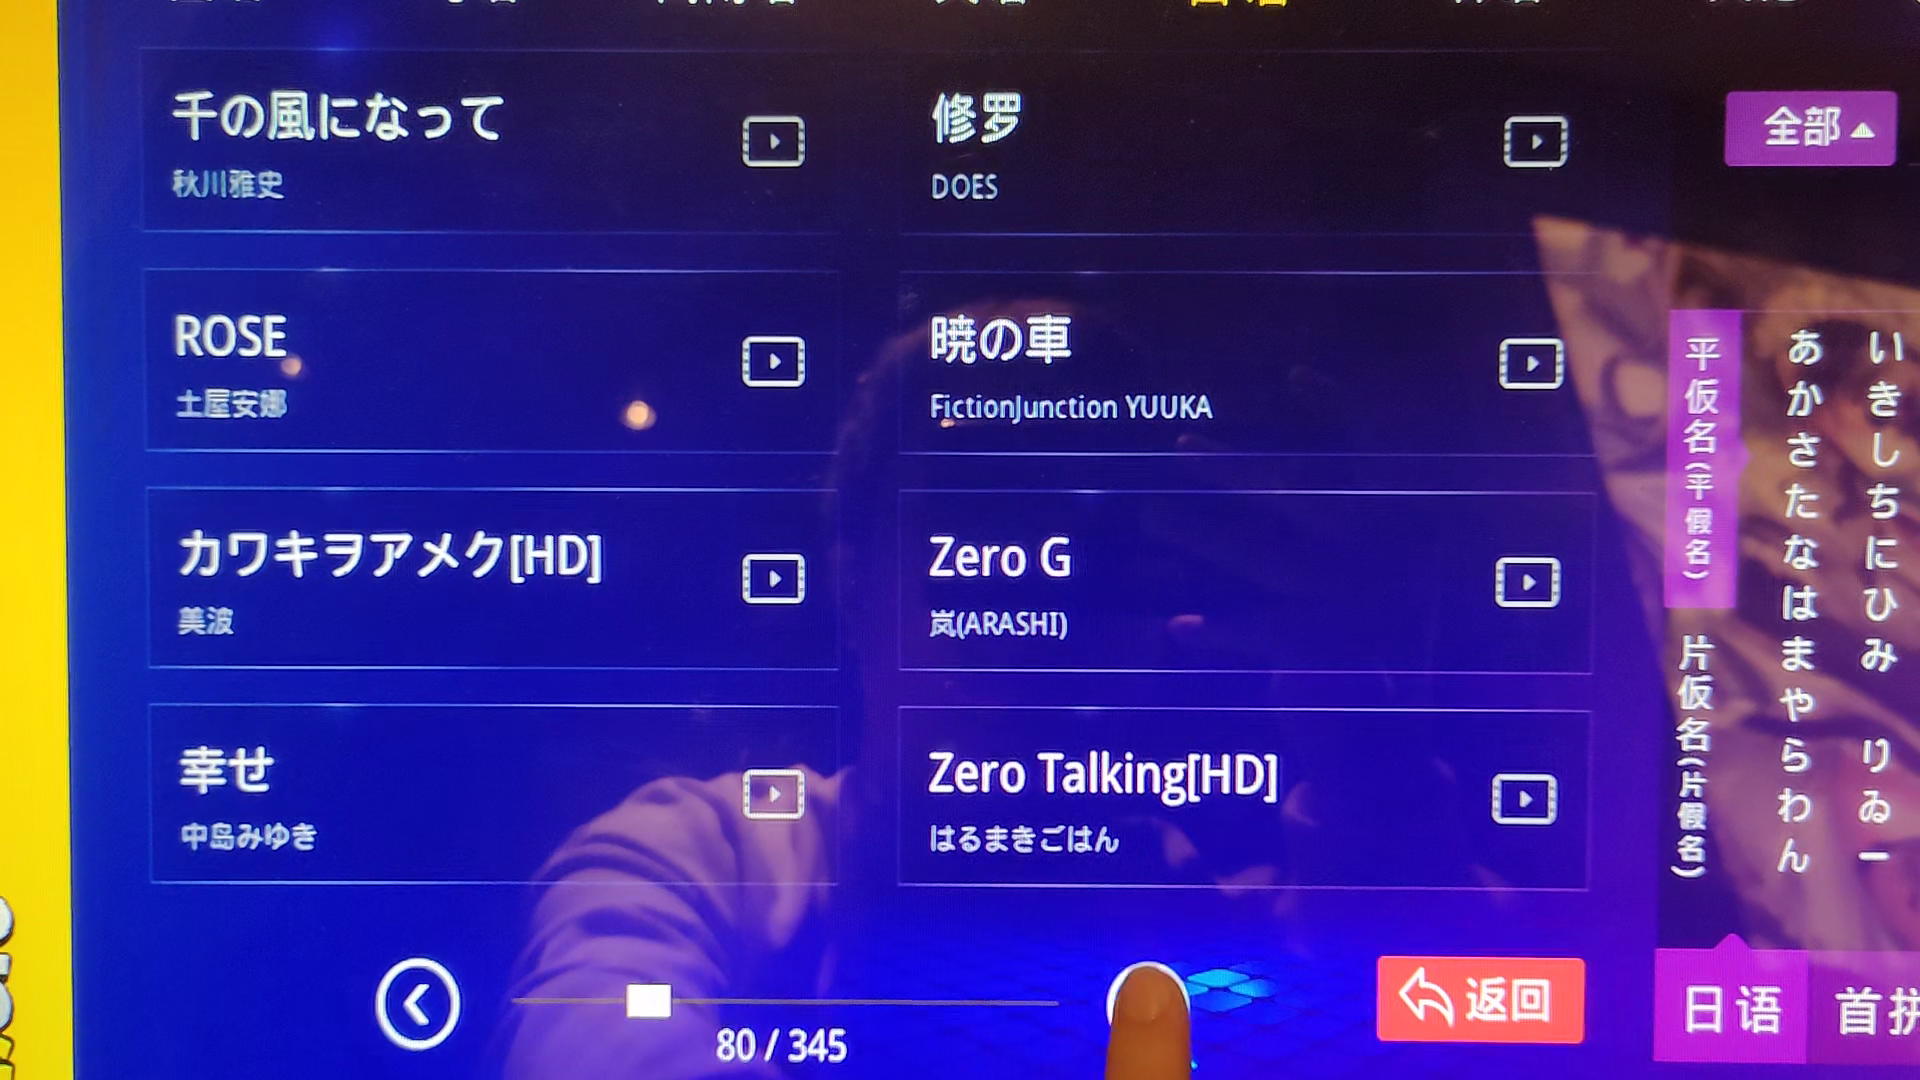 千の風になって
秋川雅史
修罗
DOES
全部
ROSE
土屋安娜
暁の車
FictionJunction YUUKA
カワキヲアメク[HD]
美波
Zero G
岚(ARASHI)
幸せ
中岛みゆき
Zero Talking[HD]
はるまきごはん
平仮名(平假名)
片仮名(片假名)
あかさたなはまやらわん
いきしちにひみ りゐー
80 / 345
返回
日语
首拼